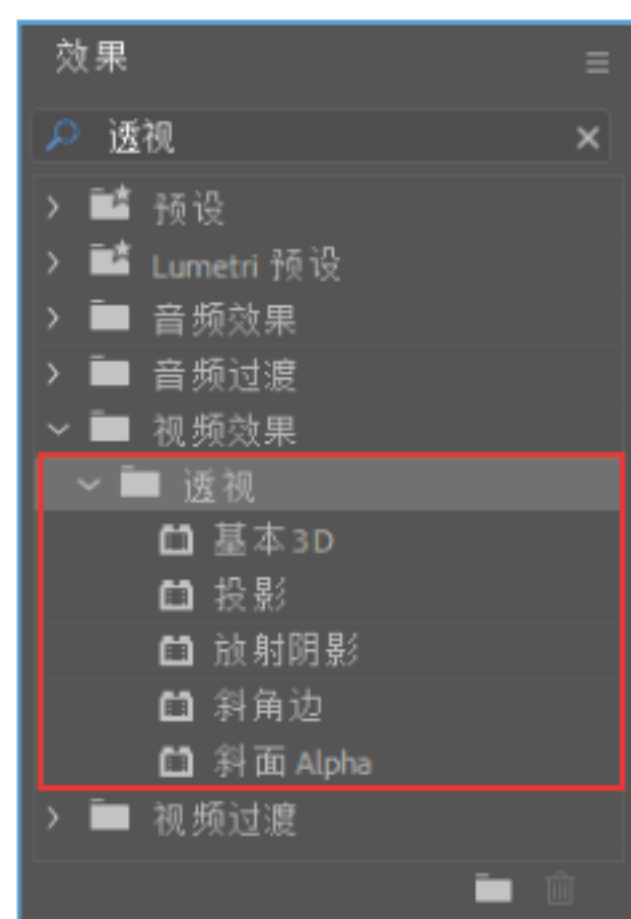 效果
透视
预设
Lumetri 预设
音频效果
音频过渡
视频效果
透视
基本 3D
投影
放射阴影
斜角边
斜面 Alpha
视频过渡